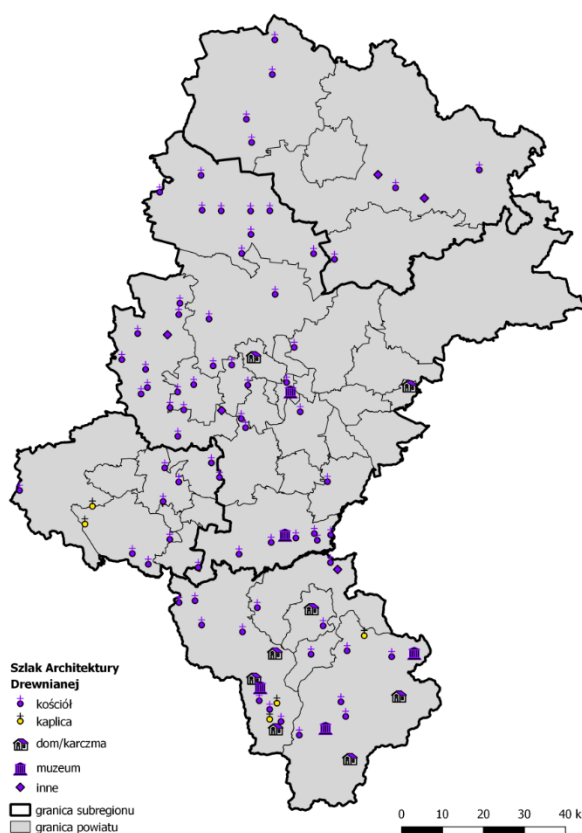 Szlak Architektury
Drewnianej
kościół
kaplica
dom/karczma
muzeum
inne
granica subregionu
granica powiatu
0 10 20 30 40 k